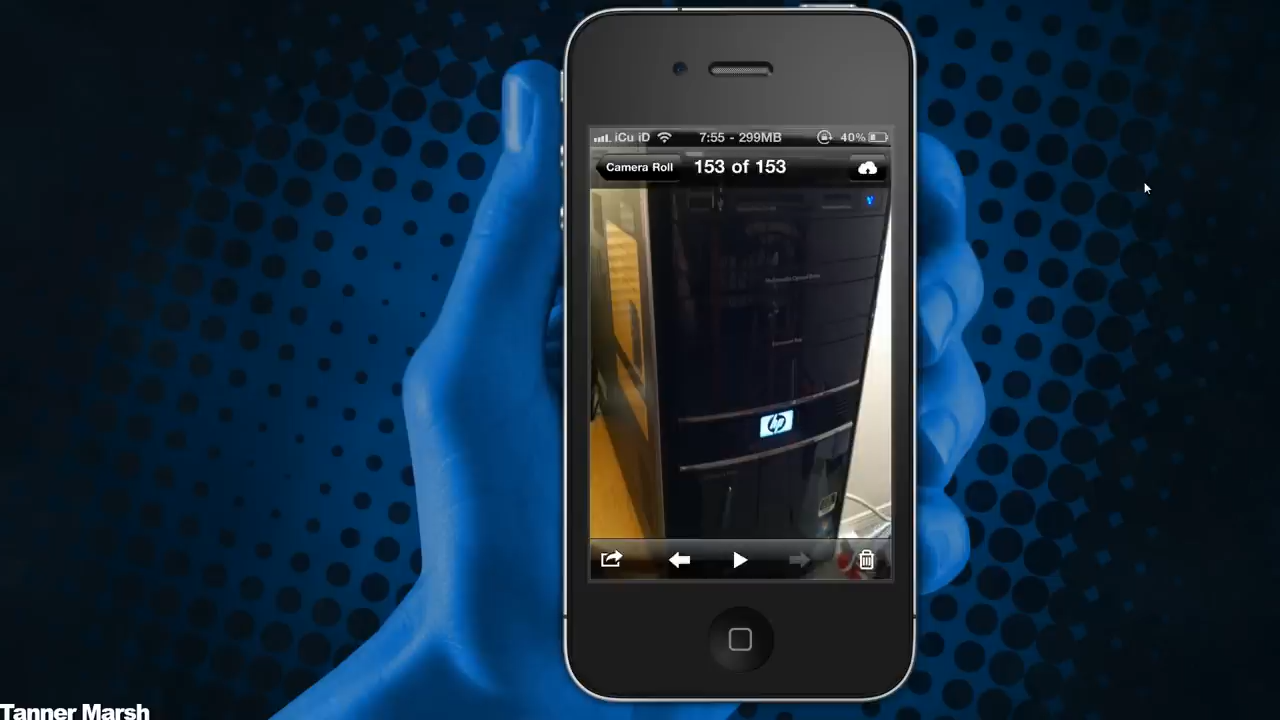 iCu iD 7:55 - 299MB 40%
Camera Roll 153 of 153
hp
Tanner Marsh